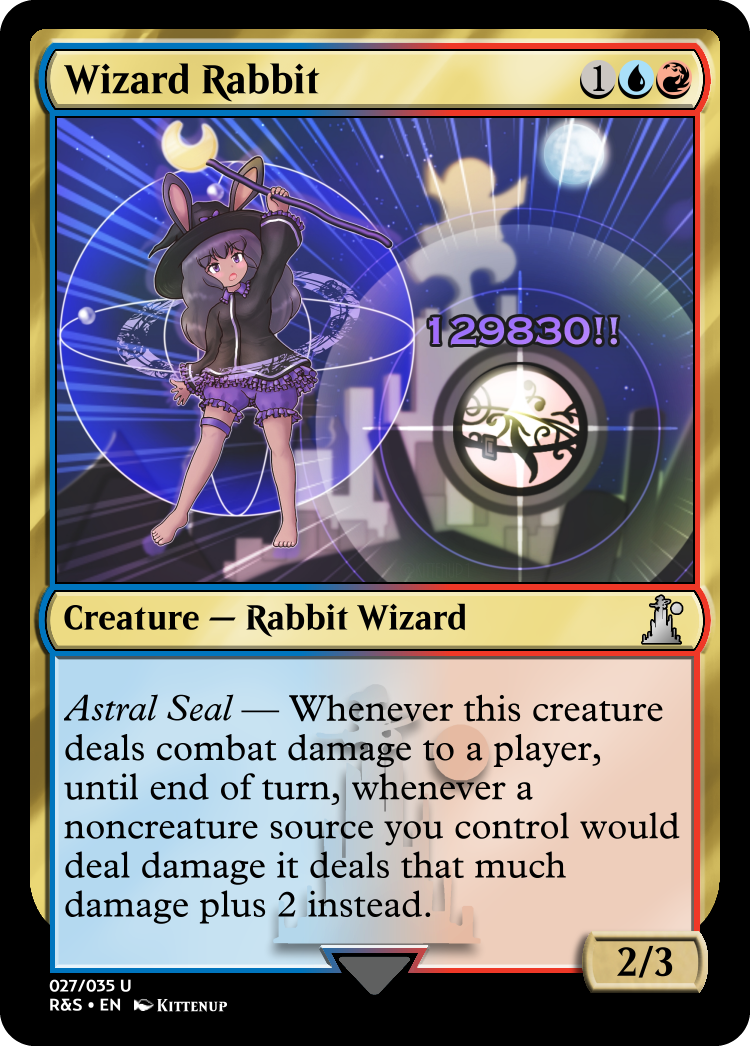 Wizard Rabbit 1
129830!!
Creature — Rabbit Wizard
Astral Seal — Whenever this creature
deals combat damage to a player,
until end of turn, whenever a
noncreature source you control would
deal damage it deals that much
damage plus 2 instead.
2/3
027/035 U
R&S • EN KITTENUP